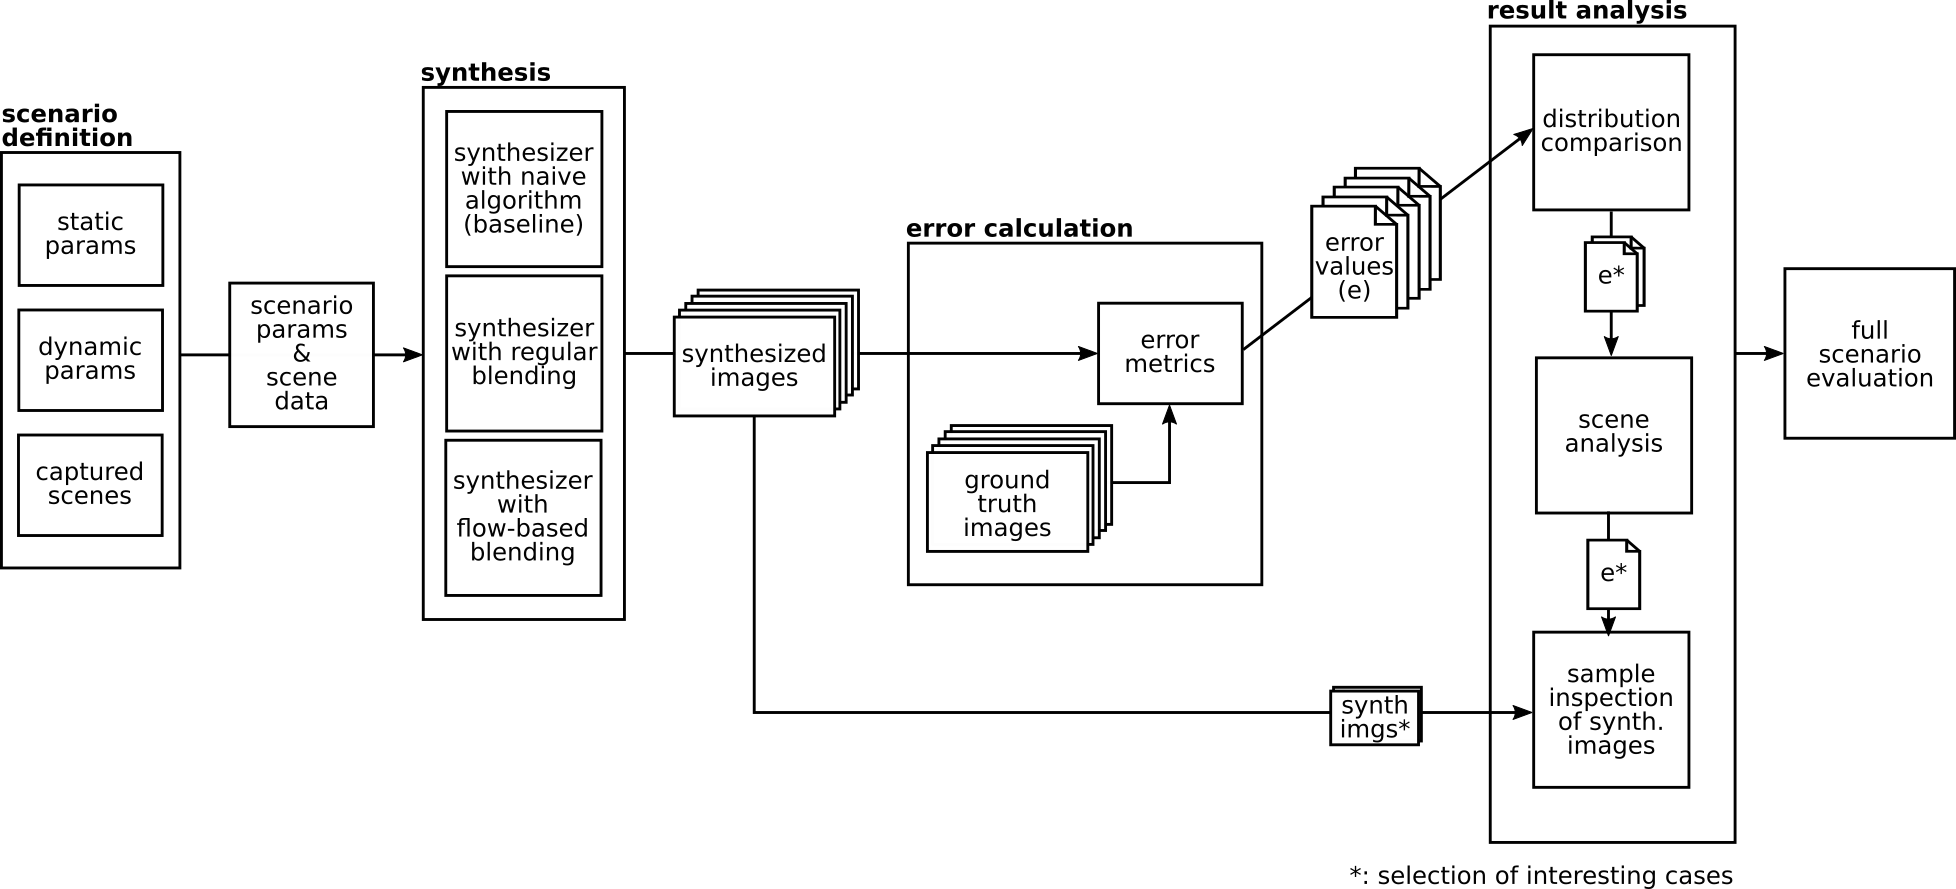 scenario
definition
static
params
dynamic
params
captured
scenes
scenario
params
&
scene
data
synthesis
synthesizer
with naive
algorithm
(baseline)
synthesizer
with regular
blending
synthesizer
with
flow-based
blending
synthesized
images
error calculation
error
metrics
ground
truth
images
error
values
(e)
synth
imgs*
result analysis
distribution
comparison
e*
scene
analysis
e*
sample
inspection
of synth.
images
full
scenario
evaluation
*: selection of interesting cases